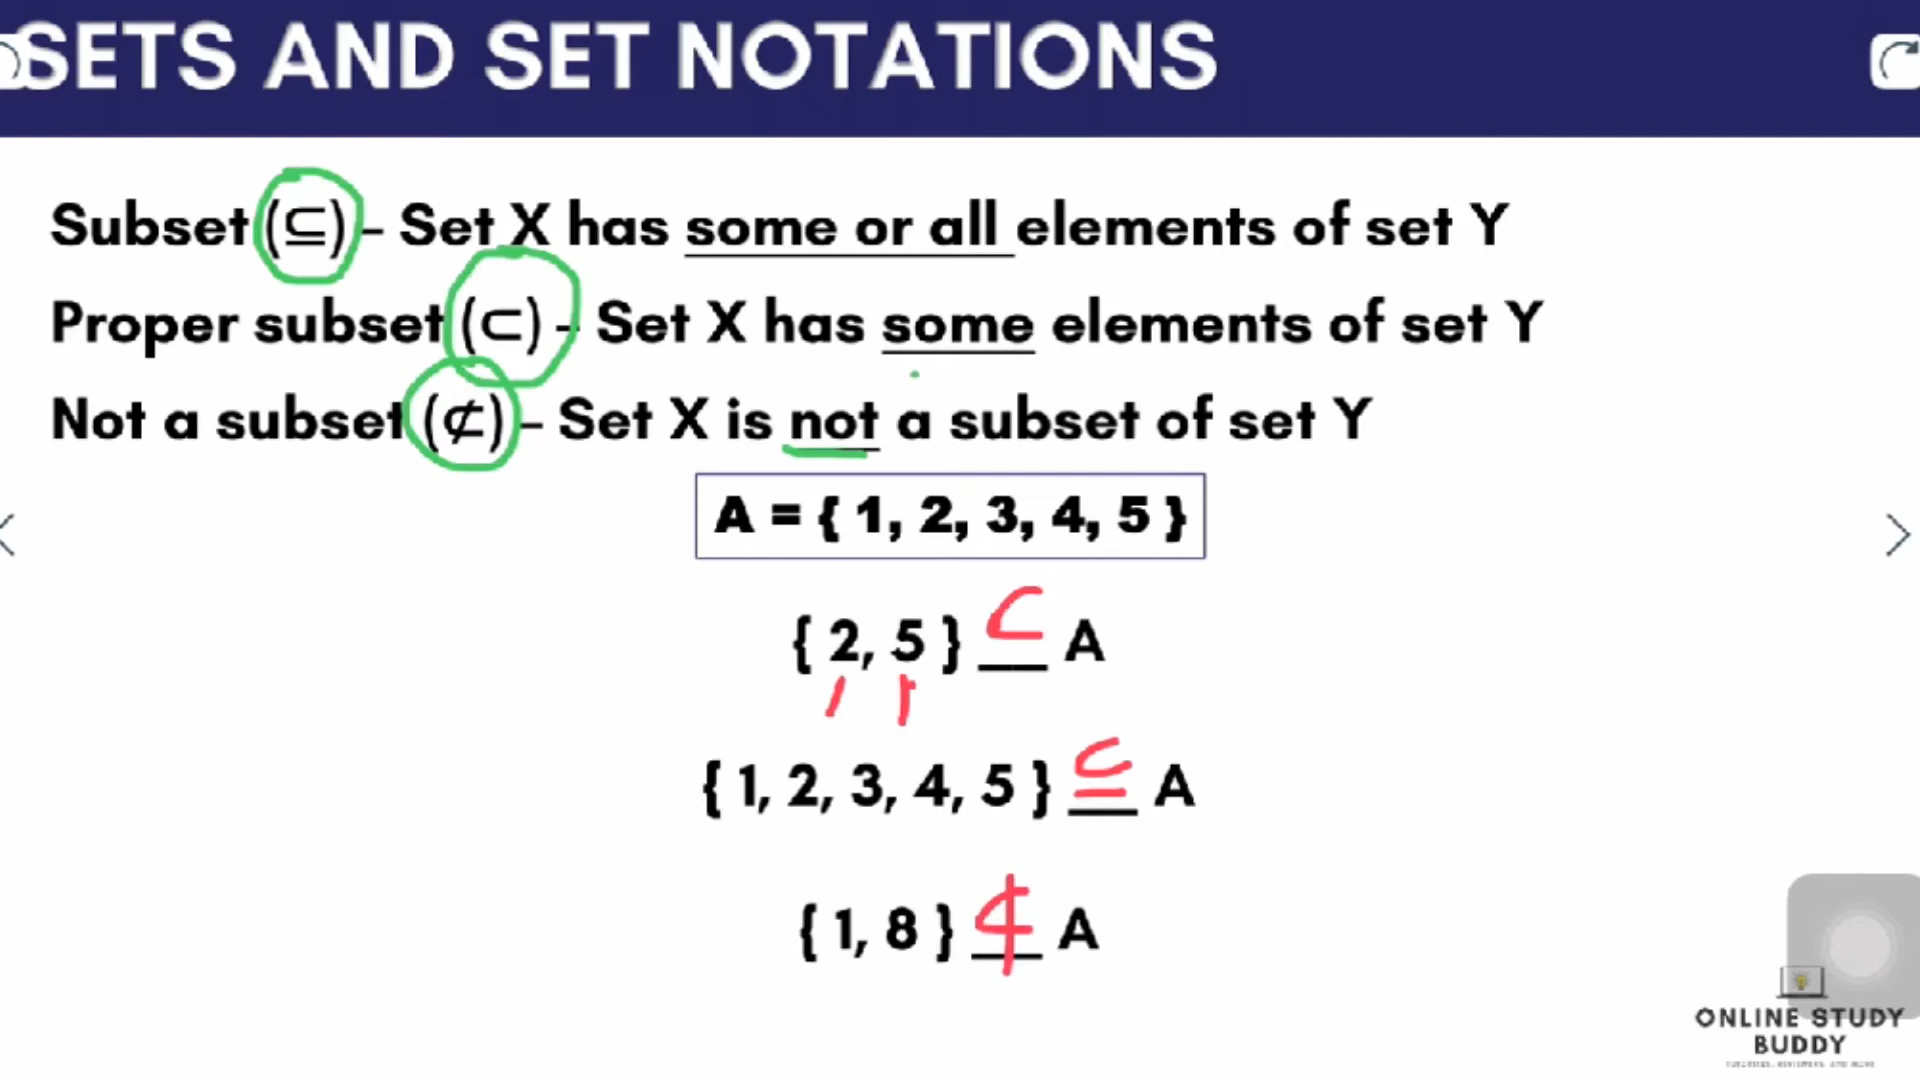 SETS AND SET NOTATIONS
Subset (⊆) – Set X has some or all elements of set Y
Proper subset (⊂) – Set X has some elements of set Y
Not a subset (⊄) – Set X is not a subset of set Y
A = { 1, 2, 3, 4, 5 }
{ 2, 5 } ⊂ A
{ 1, 2, 3, 4, 5 } ⊆ A
{ 1, 8 } ⊄ A
ONLINE STUDY
BUDDY